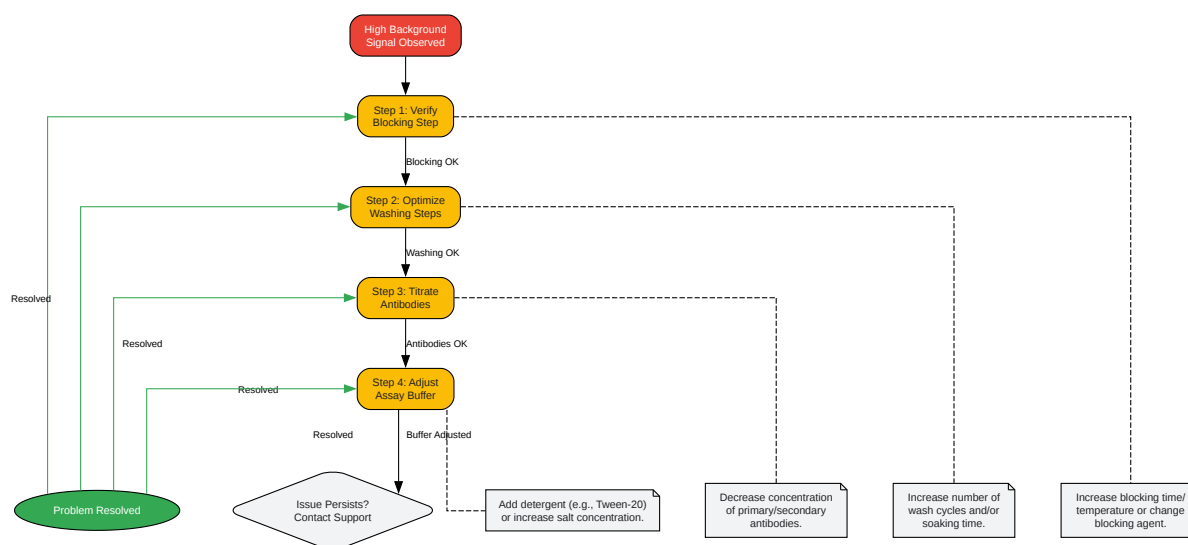 High Background
Signal Observed
Step 1: Verify
Blocking Step
Blocking OK
Step 2: Optimize
Washing Steps
Washing OK
Resolved
Step 3: Titrate
Antibodies
Resolved
Antibodies OK
Step 4: Adjust
Assay Buffer
Resolved
Resolved
Buffer Adjusted
Problem Resolved
Issue Persists?
Contact Support
Add detergent (e.g., Tween-20)
or increase salt concentration.
Decrease concentration
of primary/secondary
antibodies.
Increase number of
wash cycles and/or
soaking time.
Increase blocking time/
temperature or change
blocking agent.